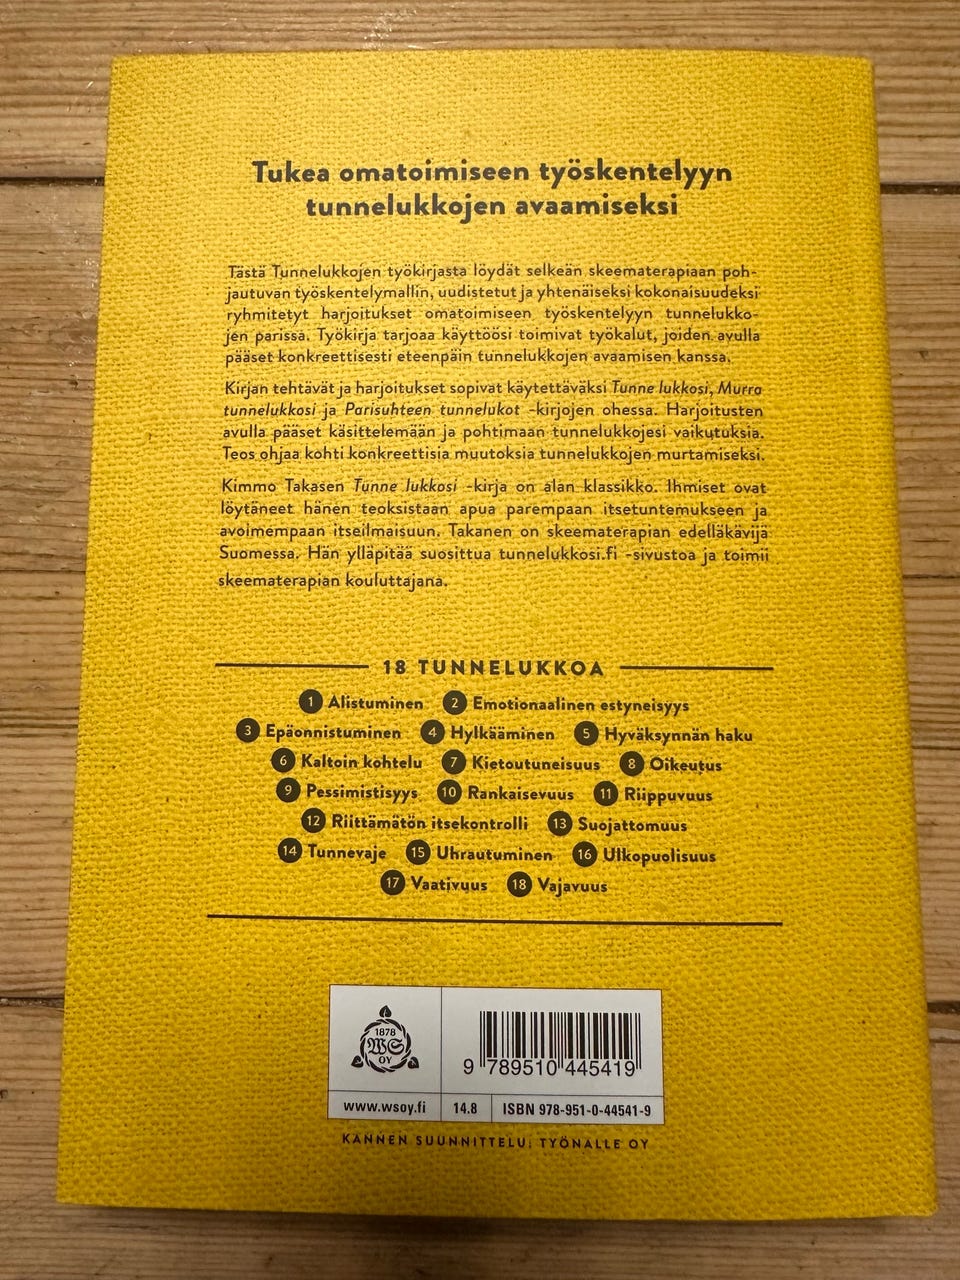 Tukea omatoimiseen työskentelyyn
tunnelukkojen avaamiseksi
Tästä Tunnelukkojen työkirjasta löydät selkeän skeematerapiaan poh-
jautuvan työskentelymallin, uudistetut ja yhtenäiseksi kokonaisuudeksi
ryhmitetyt harjoitukset omatoimiseen työskentelyyn tunnelukko-
jen parissa. Työkirja tarjoaa käyttöösi toimivat työkalut, joiden avulla
pääset konkreettisesti eteenpäin tunnelukkojen avaamisen kanssa.
Kirjan tehtävät ja harjoitukset sopivat käytettäväksi Tunne lukkosi, Murra
tunnelukkosi ja Parisuhteen tunnelukot -kirjojen ohessa. Harjoitusten
avulla pääset käsittelemään ja pohtimaan tunnelukkojesi vaikutuksia.
Teos ohjaa kohti konkreettisia muutoksia tunnelukkojen murtamiseksi.
Kimmo Takasen Tunne lukkosi -kirja on alan klassikko. Ihmiset ovat
löytäneet hänen teoksistaan apua parempaan itsetuntemukseen ja
avoimempaan itseilmaisuun. Takanen on skeematerapian edelläkävijä
Suomessa. Hän ylläpitää suosittua tunnelukkosi.fi -sivustoa ja toimii
skeematerapian kouluttajana.
18 TUNNELUKKOA
1 Alistuminen 2 Emotionaalinen estyneisyys
3 Epäonnistuminen 4 Hylkääminen 5 Hyväksynnän haku
6 Kaltoin kohtelu 7 Kietoutuneisuus 8 Oikeutus
9 Pessimistisyys 10 Rankaisevuus 11 Riippuvuus
12 Riittämätön itsekontrolli 13 Suojattomuus
14 Tunnevaje 15 Uhrautuminen 16 Ulkopuolisuus
17 Vaativuus 18 Vajavuus
1878
WS
OY
9 789510 445419
www.wsoy.fi 14.8 ISBN 978-951-0-44541-9
KANNEN SUUNNITTELU: TYÖNALLE OY